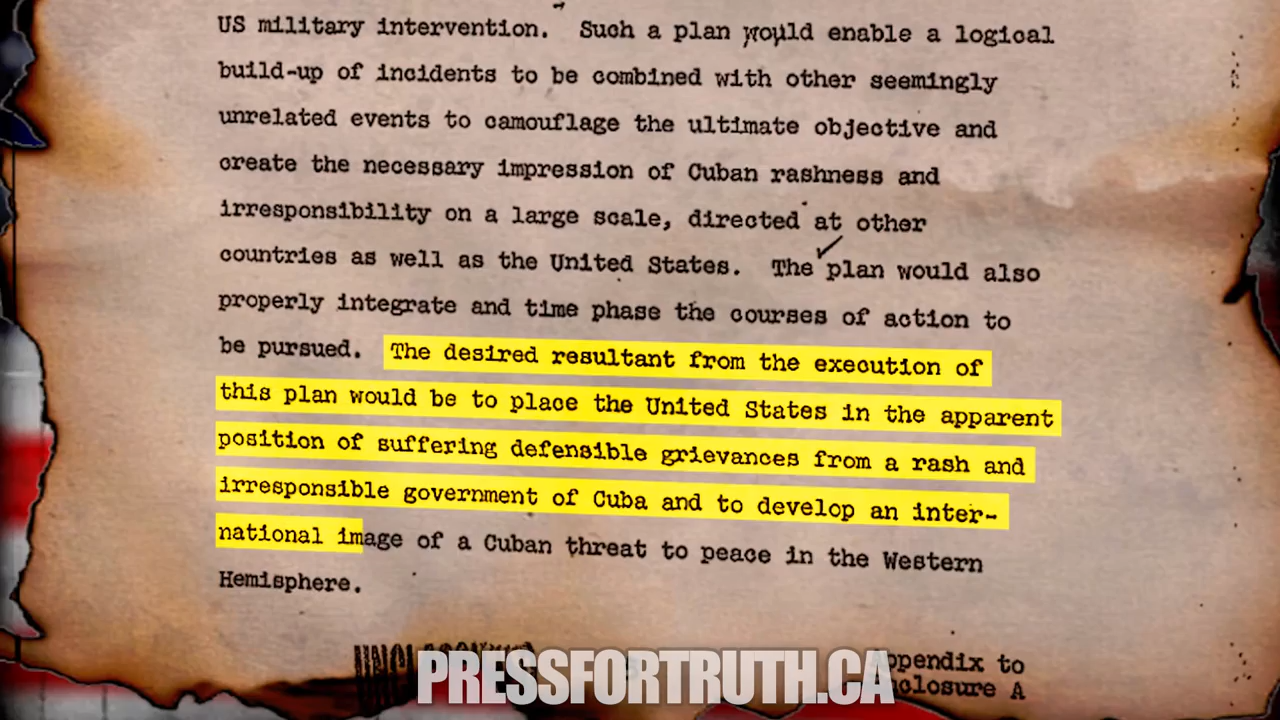 US military intervention. Such a plan would enable a logical
build-up of incidents to be combined with other seemingly
unrelated events to camouflage the ultimate objective and
create the necessary impression of Cuban rashness and
irresponsibility on a large scale, directed at other
countries as well as the United States. The plan would also
properly integrate and time phase the courses of action to
be pursued. The desired resultant from the execution of
this plan would be to place the United States in the apparent
position of suffering defensible grievances from a rash and
irresponsible government of Cuba and to develop an inter-
national image of a Cuban threat to peace in the Western
Hemisphere.
to
A
PRESSFORTRUTH.CA